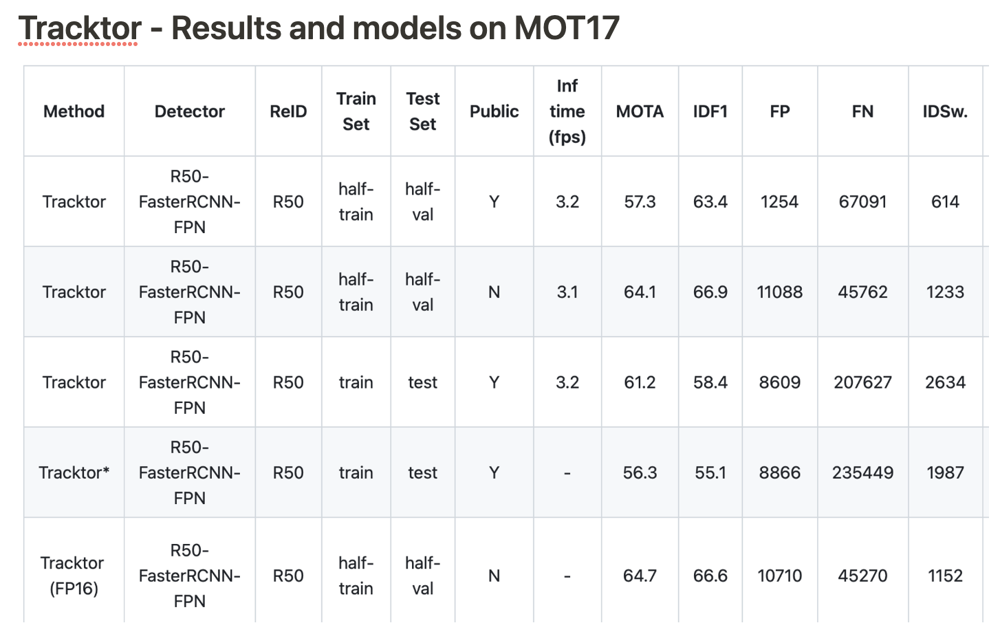 Tracktor - Results and models on MOT17
Method Detector ReID Train Set Test Set Public Inf time (fps) MOTA IDF1 FP FN IDSw.
Tracktor R50-FasterRCNN-FPN R50 half-train half-val Y 3.2 57.3 63.4 1254 67091 614
Tracktor R50-FasterRCNN-FPN R50 half-train half-val N 3.1 64.1 66.9 11088 45762 1233
Tracktor R50-FasterRCNN-FPN R50 train test Y 3.2 61.2 58.4 8609 207627 2634
Tracktor* R50-FasterRCNN-FPN R50 train test Y - 56.3 55.1 8866 235449 1987
Tracktor (FP16) R50-FasterRCNN-FPN R50 half-train half-val N - 64.7 66.6 10710 45270 1152